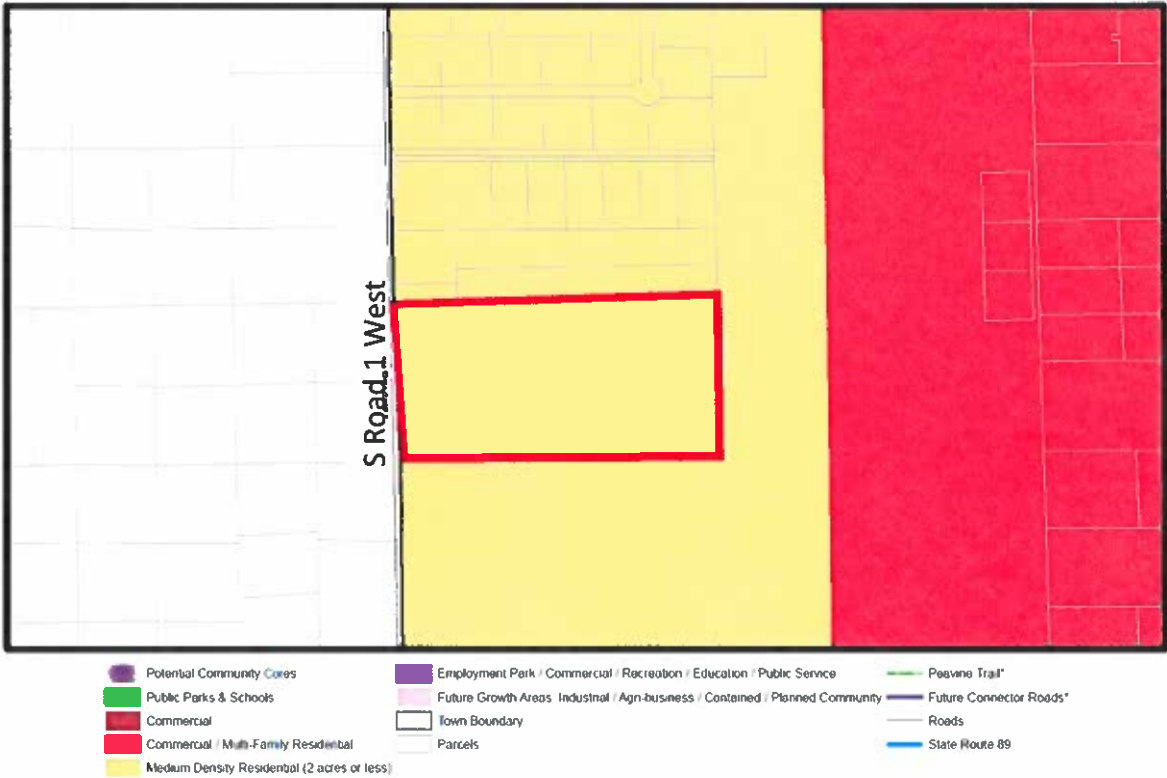 S Road 1 West
Potential Community Cores
Public Parks & Schools
Commercial
Commercial / Multi-Family Residential
Medium Density Residential (2 acres or less)
Employment Park / Commercial / Recreation / Education / Public Service
Future Growth Areas Industrial / Agri-business / Contained / Planned Community
Town Boundary
Parcels
Peavine Trail*
Future Connector Roads*
Roads
State Route 89